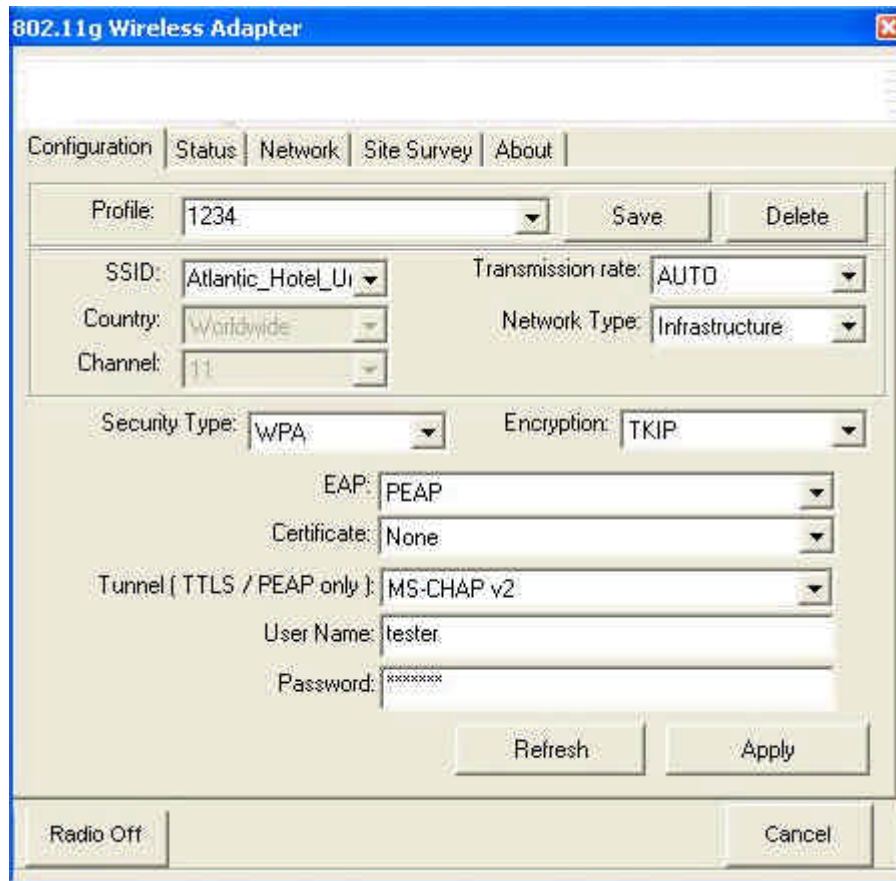 802.11g Wireless Adapter
Configuration Status Network Site Survey About
Profile: 1234 Save Delete
SSID: Atlantic_Hotel_Ui Transmission rate: AUTO
Country: Worldwide Network Type: Infrastructure
Channel: 11
Security Type: WPA Encryption: TKIP
EAP: PEAP
Certificate: None
Tunnel ( TTLS / PEAP only ): MS-CHAP v2
User Name: tester
Password: *******
Refresh Apply
Radio Off Cancel